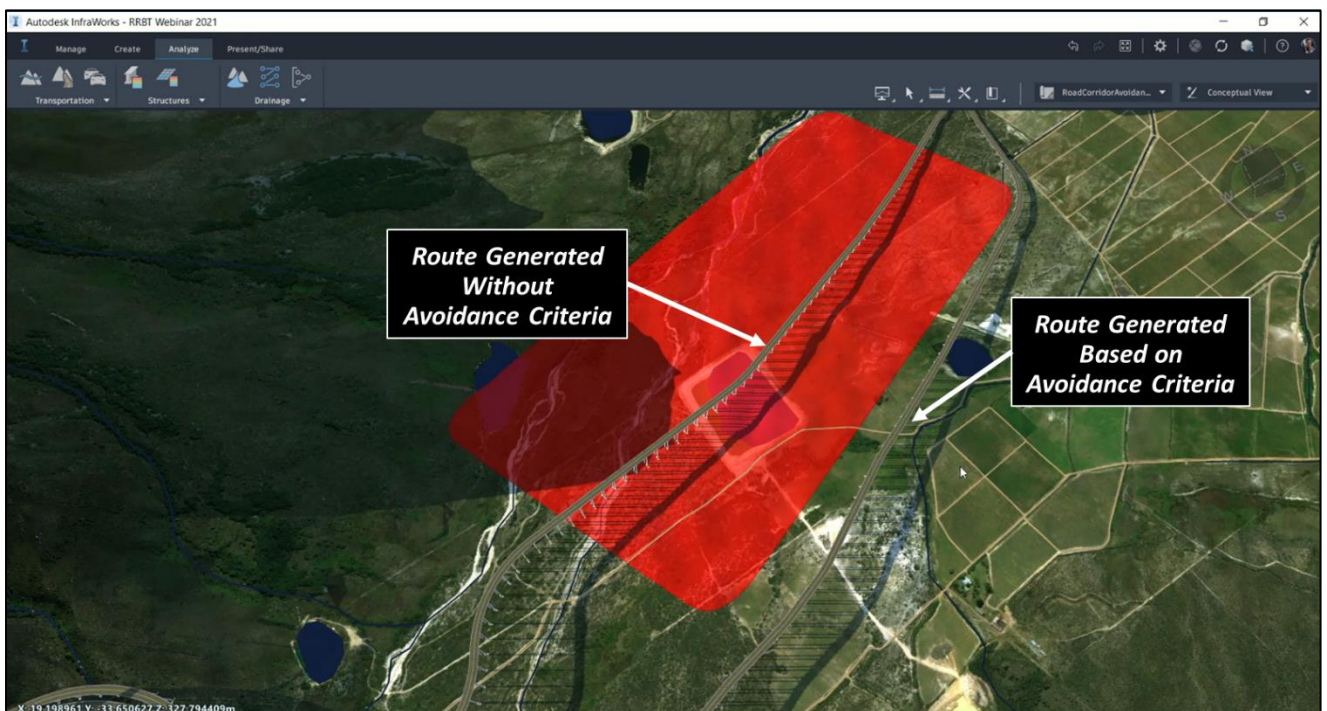 Autodesk InfraWorks - RRBT Webinar 2021
Manage Create Analyze Present/Share
Transportation Structures Drainage
RoadCorridorAvoidan... Conceptual View
N
E
W
S
Route Generated
Without
Avoidance Criteria
Route Generated
Based on
Avoidance Criteria
X: 19.198961 Y: -33.650627 Z: 327.794409m